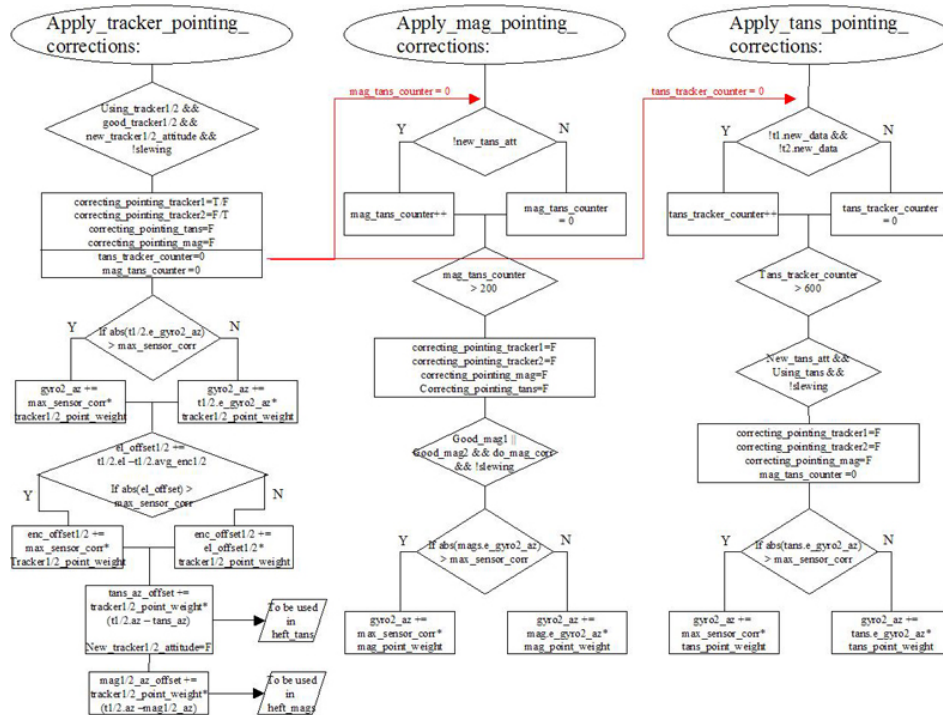 Apply_tracker_pointing_
corrections:
Using_tracker1/2 &&
good_tracker1/2 &&
new_tracker1/2_attitude &&
!slewing
correcting_pointing_tracker1=T/F
correcting_pointing_tracker2=F/T
correcting_pointing_tans=F
correcting_pointing_mag=F
tans_tracker_counter=0
mag_tans_counter =0
Y
N
If abs(t1/2.e_gyro2_az)
> max_sensor_corr
gyro2_az +=
max_sensor_corr*
tracker1/2_point_weight
gyro2_az +=
t1/2.e_gyro2_az*
tracker1/2_point_weight
el_offset1/2 +=
t1/2.el –t1/2.avg_enc1/2
If abs(el_offset) >
max_sensor_corr
Y
N
enc_offset1/2 +=
max_sensor_corr*
Tracker1/2_point_weight
enc_offset1/2 +=
el_offset1/2*
tracker1/2_point_weight
tans_az_offset +=
tracker1/2_point_weight*
(t1/2.az – tans_az)
New_tracker1/2_attitude=F
To be used
in
heft_tans
mag1/2_az_offset +=
tracker1/2_point_weight*
(t1/2.az –mag1/2_az)
To be used
in
heft_mags
Apply_mag_pointing
_corrections:
mag_tans_counter = 0
Y
N
!new_tans_att
mag_tans_counter++
mag_tans_counter
= 0
mag_tans_counter
> 200
correcting_pointing_tracker1=F
correcting_pointing_tracker2=F
correcting_pointing_mag=F
Correcting_pointing_tans=F
Good_mag1 ||
Good_mag2 && do_mag_corr
&& !slewing
Y
N
If abs(mags.e_gyro2_az)
> max_sensor_corr
gyro2_az +=
max_sensor_corr*
mag_point_weight
gyro2_az +=
mag.e_gyro2_az*
mag_point_weight
Apply_tans_pointing
_corrections:
tans_tracker_counter = 0
Y
N
!t1.new_data &&
!t2.new_data
tans_tracker_counter++
tans_tracker_counter
= 0
Tans_tracker_counter
> 600
New_tans_att &&
Using_tans &&
!slewing
correcting_pointing_tracker1=F
correcting_pointing_tracker2=F
correcting_pointing_mag=F
mag_tans_counter =0
Y
N
If abs(tans.e_gyro2_az)
> max_sensor_corr
gyro2_az +=
max_sensor_corr*
tans_point_weight
gyro2_az +=
tans.e_gyro2_az*
tans_point_weight